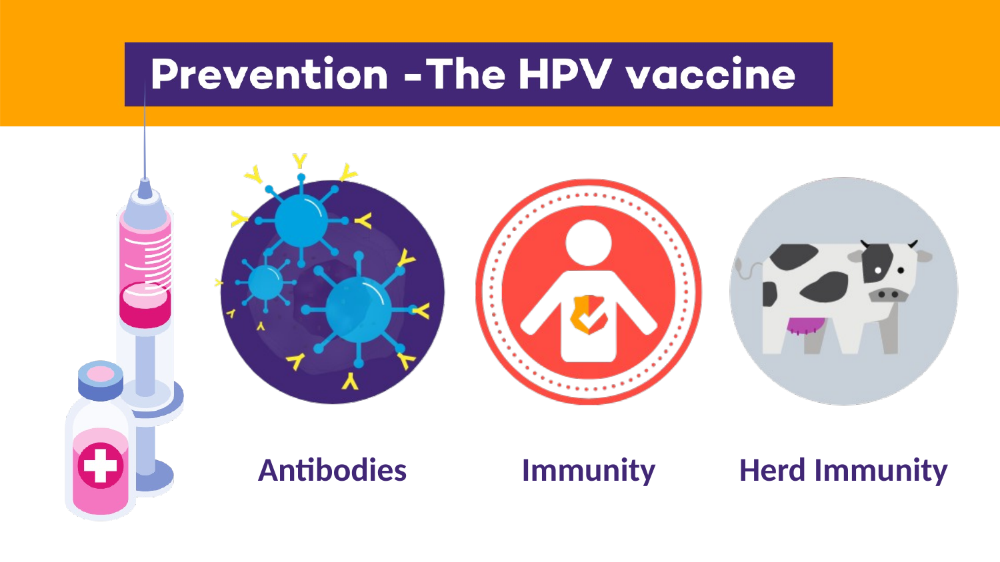 Prevention -The HPV vaccine
Antibodies
Immunity
Herd Immunity